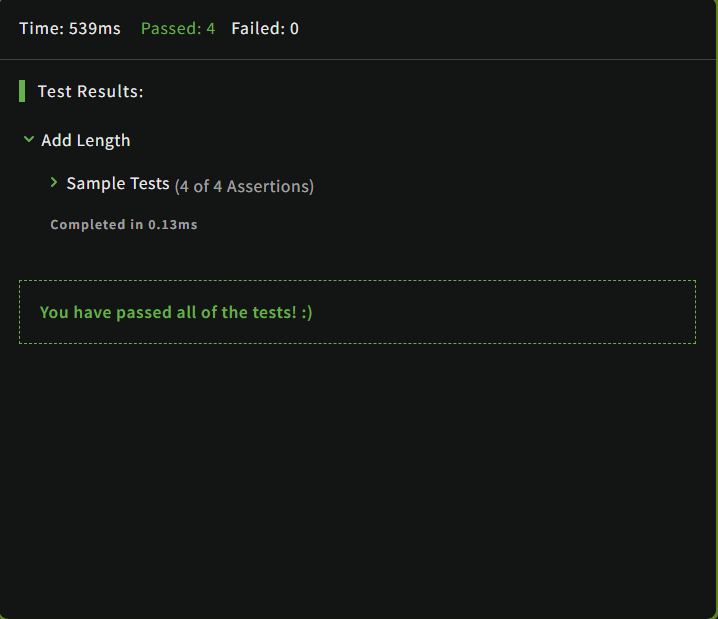 Time: 539ms Passed: 4 Failed: 0
Test Results:
Add Length
Sample Tests (4 of 4 Assertions)
Completed in 0.13ms
You have passed all of the tests! :)